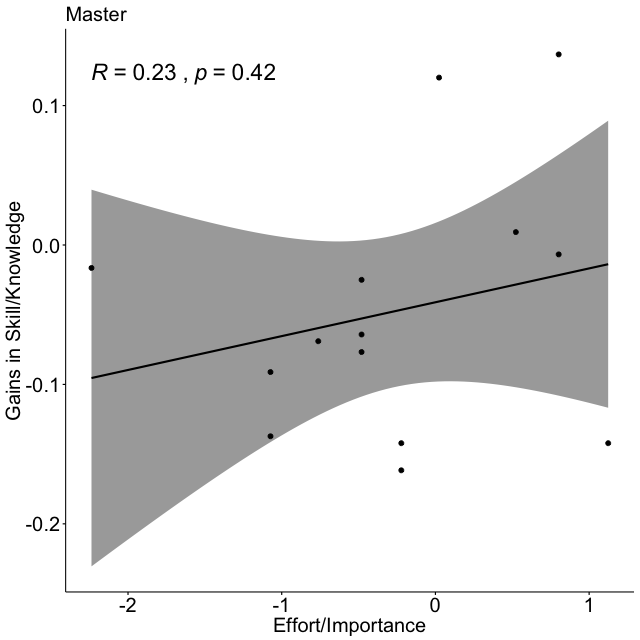 Master
R = 0.23 , p = 0.42
0.1
0.0
-0.1
-0.2
Gains in Skill/Knowledge
-2 -1 0 1
Effort/Importance